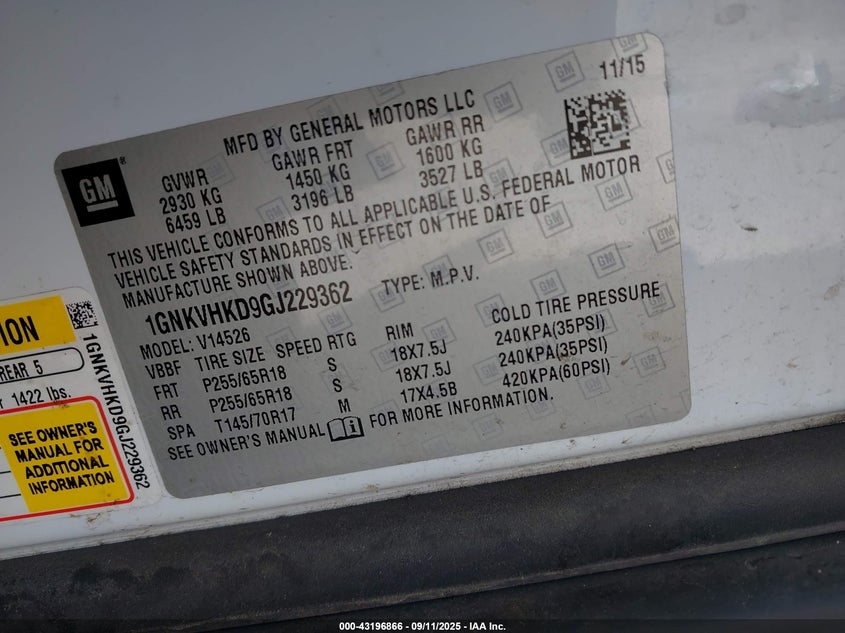 11/15
MFD BY GENERAL MOTORS LLC
GM ®
GVWR GAWR FRT GAWR RR
2930 KG 1450 KG 1600 KG
6459 LB 3196 LB 3527 LB
THIS VEHICLE CONFORMS TO ALL APPLICABLE U.S. FEDERAL MOTOR
VEHICLE SAFETY STANDARDS IN EFFECT ON THE DATE OF
MANUFACTURE SHOWN ABOVE.
1GNKVHKD9GJ229362 TYPE: M.P.V.
MODEL: V14526
VBBF TIRE SIZE SPEED RTG RIM COLD TIRE PRESSURE
FRT P255/65R18 S 18X7.5J 240KPA(35PSI)
RR P255/65R18 S 18X7.5J 240KPA(35PSI)
SPA T145/70R17 M 17X4.5B 420KPA(60PSI)
SEE OWNER'S MANUAL FOR MORE INFORMATION.
REAR 5
1422 lbs.
SEE OWNER'S
MANUAL FOR
ADDITIONAL
INFORMATION
1GNKVHKD9GJ229362
000-43196866 - 09/11/2025 - IAA Inc.